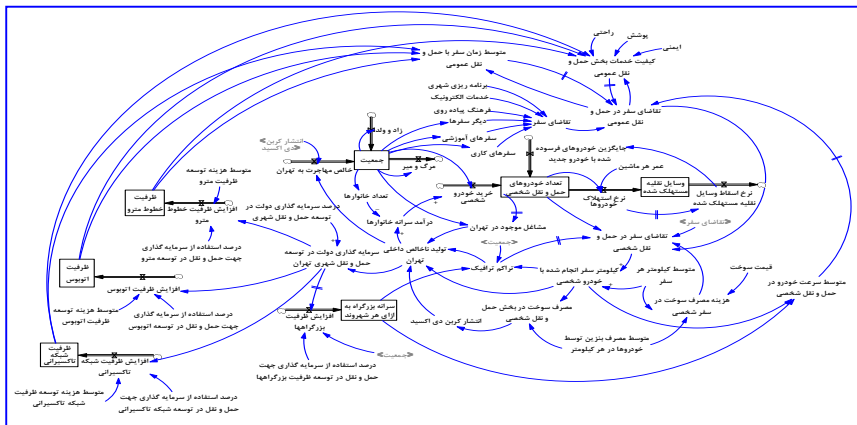 راحتی
پوشش
ایمنی
کیفیت خدمات بخش حمل و
نقل عمومی
متوسط زمان سفر با حمل و
نقل عمومی
برنامه ریزی شهری
خدمات الکترونیک
فرهنگ پیاده روی
دیگر سفرها
سفرهای آموزشی
سفرهای کاری
تقاضای سفر
تقاضای سفر در حمل و
نقل عمومی
زاد و ولد
<انتشار کربن
دی اکسید>
خالص مهاجرت به تهران
جمعیت
مرگ و میر
جایگزین خودروهای فرسوده
شده با خودرو جدید
عمر هر ماشین
خرید خودرو
شخصی
تعداد خودروهای
حمل و نقل شخصی
نرخ استهلاک
خودروها
وسایل نقلیه
مستهلک شده
نرخ اسقاط وسایل
نقلیه مستهلک شده
متوسط هزینه توسعه
ظرفیت مترو
ظرفیت
خطوط مترو
افزایش ظرفیت خطوط
مترو
تعداد خانوارها
درآمد سرانه خانوارها
درصد سرمایه گذاری دولت در
توسعه حمل و نقل شهری
مشاغل موجود در تهران
<تقاضای سفر>
تقاضای سفر در حمل و
نقل شخصی
<جمعیت>
درصد استفاده از سرمایه گذاری
جهت حمل و نقل در توسعه مترو
سرمایه گذاری دولت در توسعه
حمل و نقل شهری تهران
تولید ناخالص داخلی
تهران
تراکم ترافیک
کیلومتر سفر انجام شده با
خودرو شخصی
متوسط کیلومتر هر
سفر
قیمت سوخت
هزینه مصرف سوخت در
سفر شخصی
متوسط سرعت خودرو در
حمل و نقل شخصی
ظرفیت
اتوبوس
افزایش ظرفیت اتوبوس
متوسط هزینه توسعه
ظرفیت اتوبوس
درصد استفاده از سرمایه گذاری
جهت حمل و نقل در توسعه اتوبوس
افزایش ظرفیت
بزرگراهها
سرانه بزرگراه به
ازای هر شهروند
انتشار کربن دی اکسید
مصرف سوخت در بخش حمل
و نقل شخصی
متوسط مصرف بنزین توسط
خودروها در هر کیلومتر
<جمعیت>
درصد استفاده از سرمایه گذاری جهت
حمل و نقل در توسعه ظرفیت بزرگراهها
ظرفیت
شبکه
تاکسیرانی
افزایش ظرفیت شبکه
تاکسیرانی
متوسط هزینه توسعه ظرفیت
شبکه تاکسیرانی
درصد استفاده از سرمایه گذاری جهت
حمل و نقل در توسعه شبکه تاکسیرانی